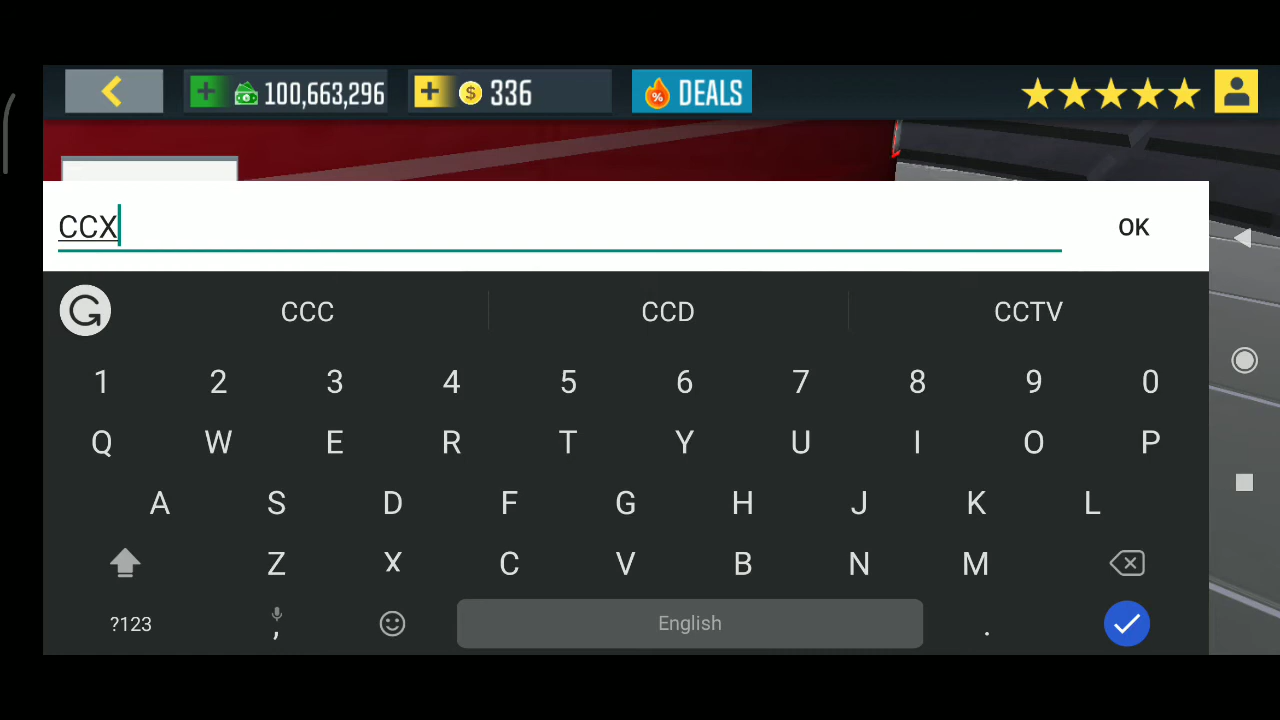 100,663,296 336 DEALS
CCX OK
CCC CCD CCTV
1 2 3 4 5 6 7 8 9 0
Q W E R T Y U I O P
A S D F G H J K L
Z X C V B N M
?123 , English .